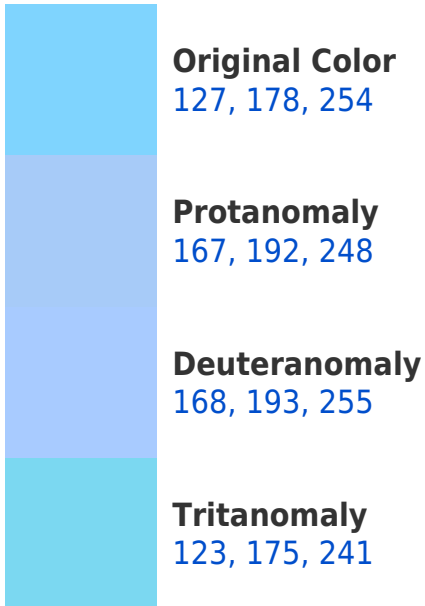 Original Color
127, 178, 254
Protanomaly
167, 192, 248
Deuteranomaly
168, 193, 255
Tritanomaly
123, 175, 241